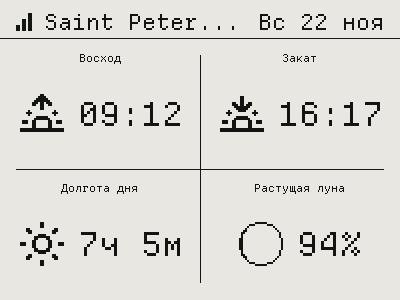 Saint Peter... Вс 22 ноя
Восход
Закат
09:12
16:17
Долгота дня
Растущая луна
7ч 5м
94%